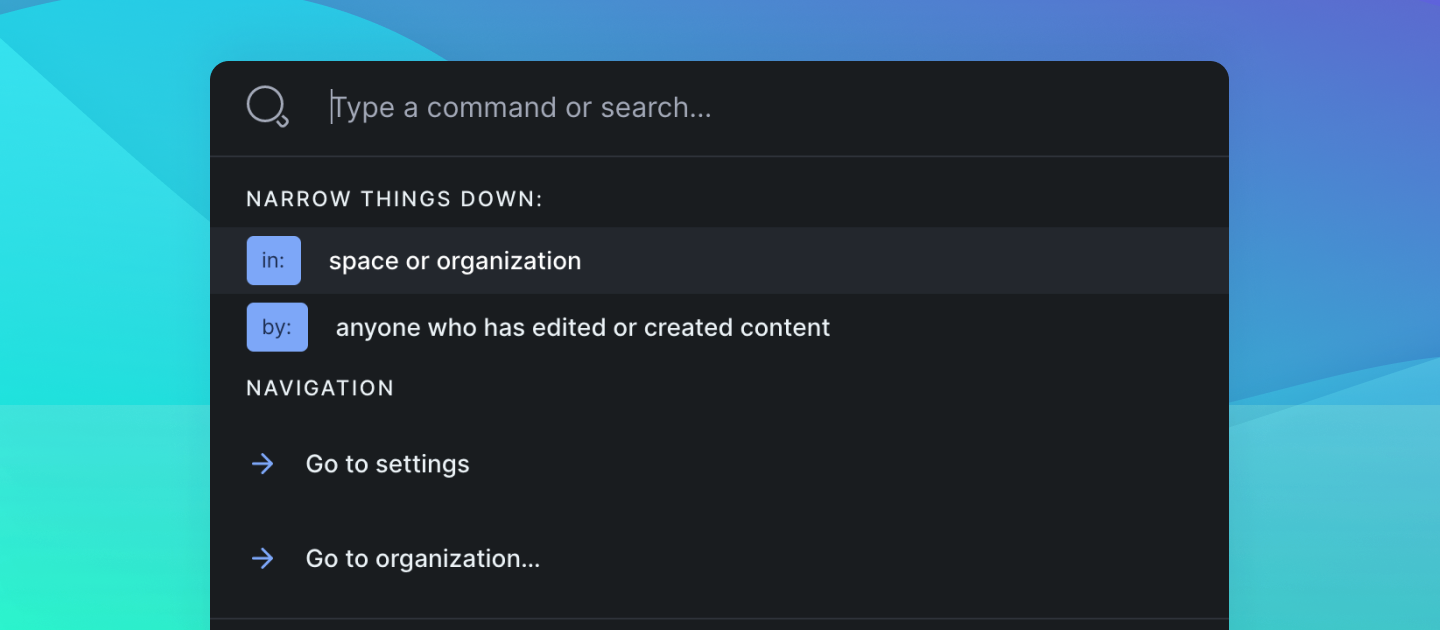 Type a command or search...
NARROW THINGS DOWN:
in: space or organization
by: anyone who has edited or created content
NAVIGATION
Go to settings
Go to organization...